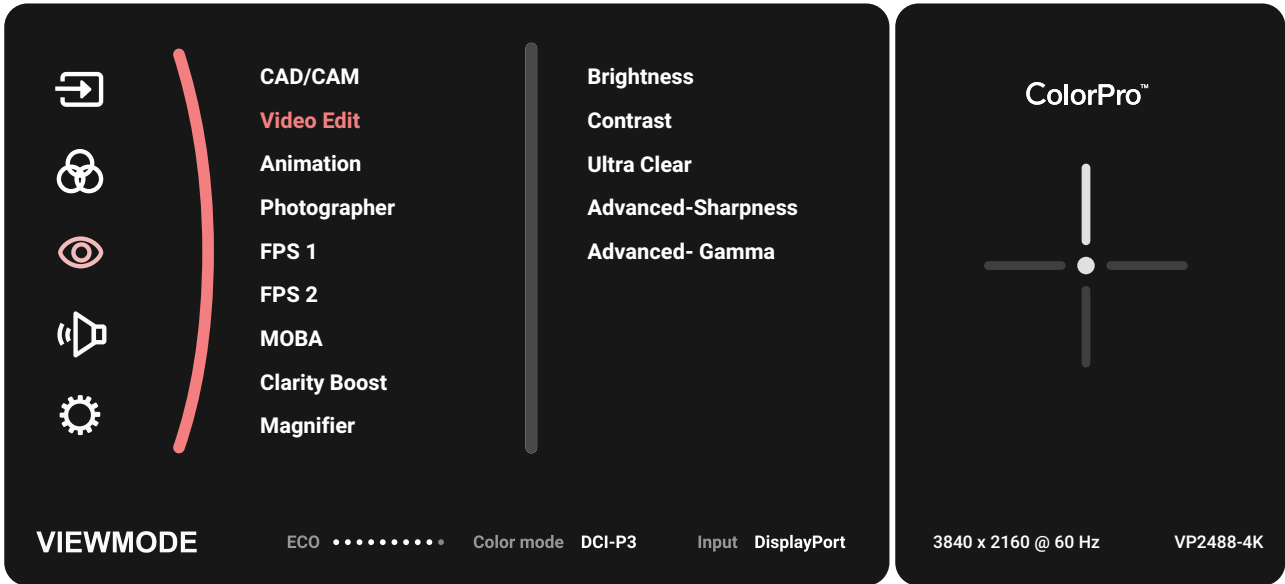 CAD/CAM
Video Edit
Animation
Photographer
FPS 1
FPS 2
MOBA
Clarity Boost
Magnifier
Brightness
Contrast
Ultra Clear
Advanced-Sharpness
Advanced- Gamma
VIEWMODE
ECO
Color mode DCI-P3
Input DisplayPort
ColorPro™
3840 x 2160 @ 60 Hz
VP2488-4K